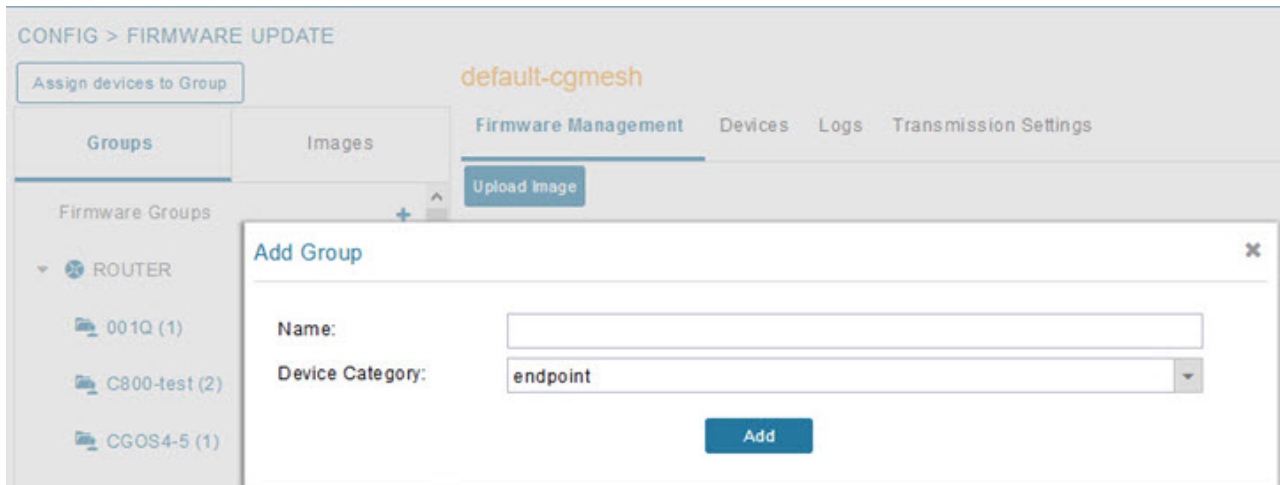 CONFIG > FIRMWARE UPDATE
Assign devices to Group
default-cgmesh
Groups
Images
Firmware Management
Devices
Logs
Transmission Settings
Upload Image
Firmware Groups
+
ROUTER
001Q (1)
C800-test (2)
CGOS4-5 (1)
Add Group
Name:
Device Category:
endpoint
Add